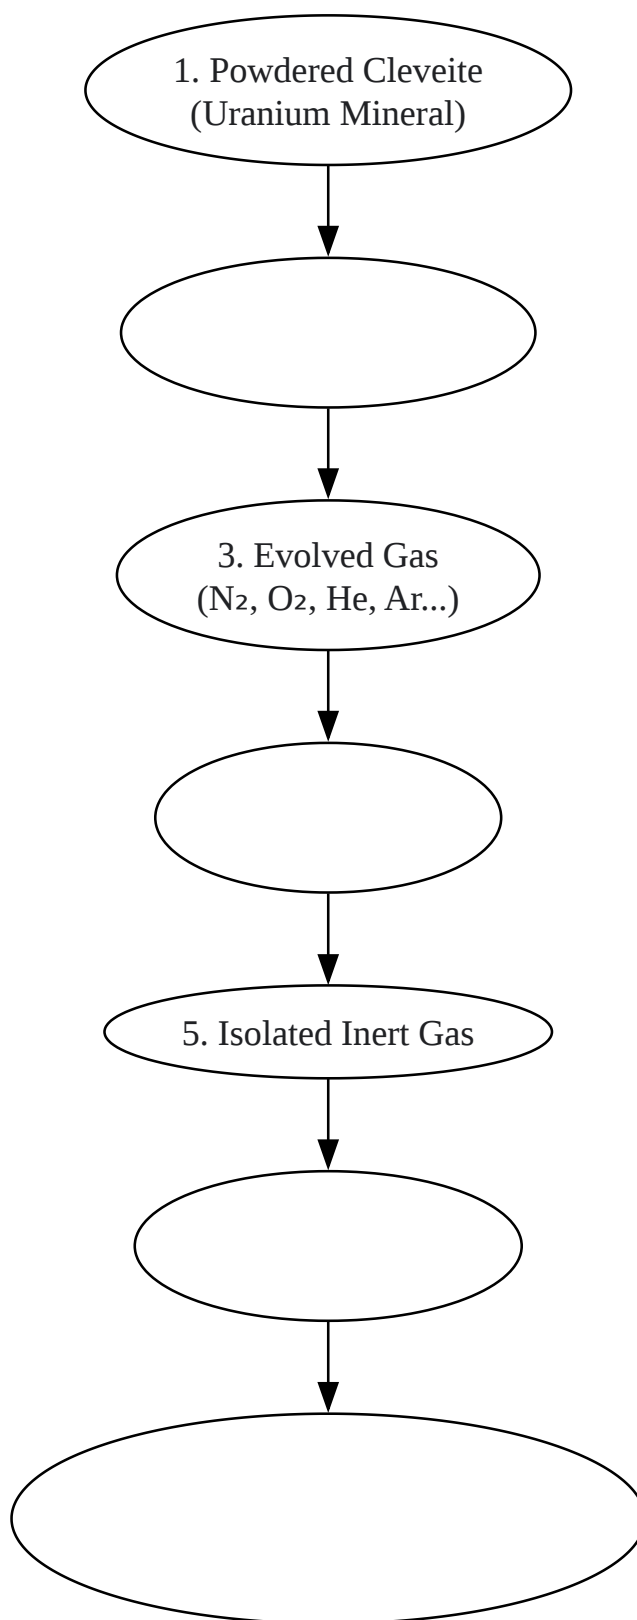 1. Powdered Cleveite
(Uranium Mineral)
3. Evolved Gas
(N₂, O₂, He, Ar...)
5. Isolated Inert Gas